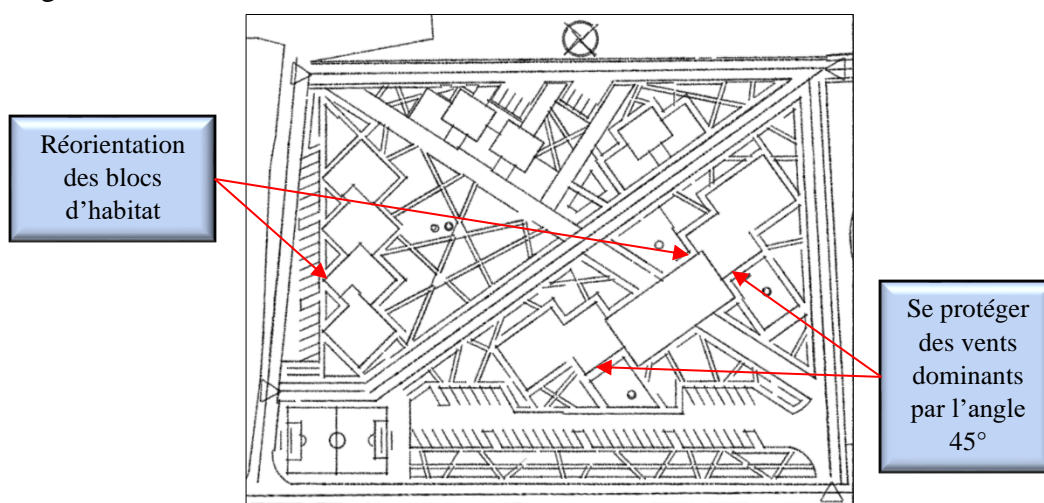 Réorientation
des blocs
d’habitat
Se protéger
des vents
dominants
par l’angle
45°